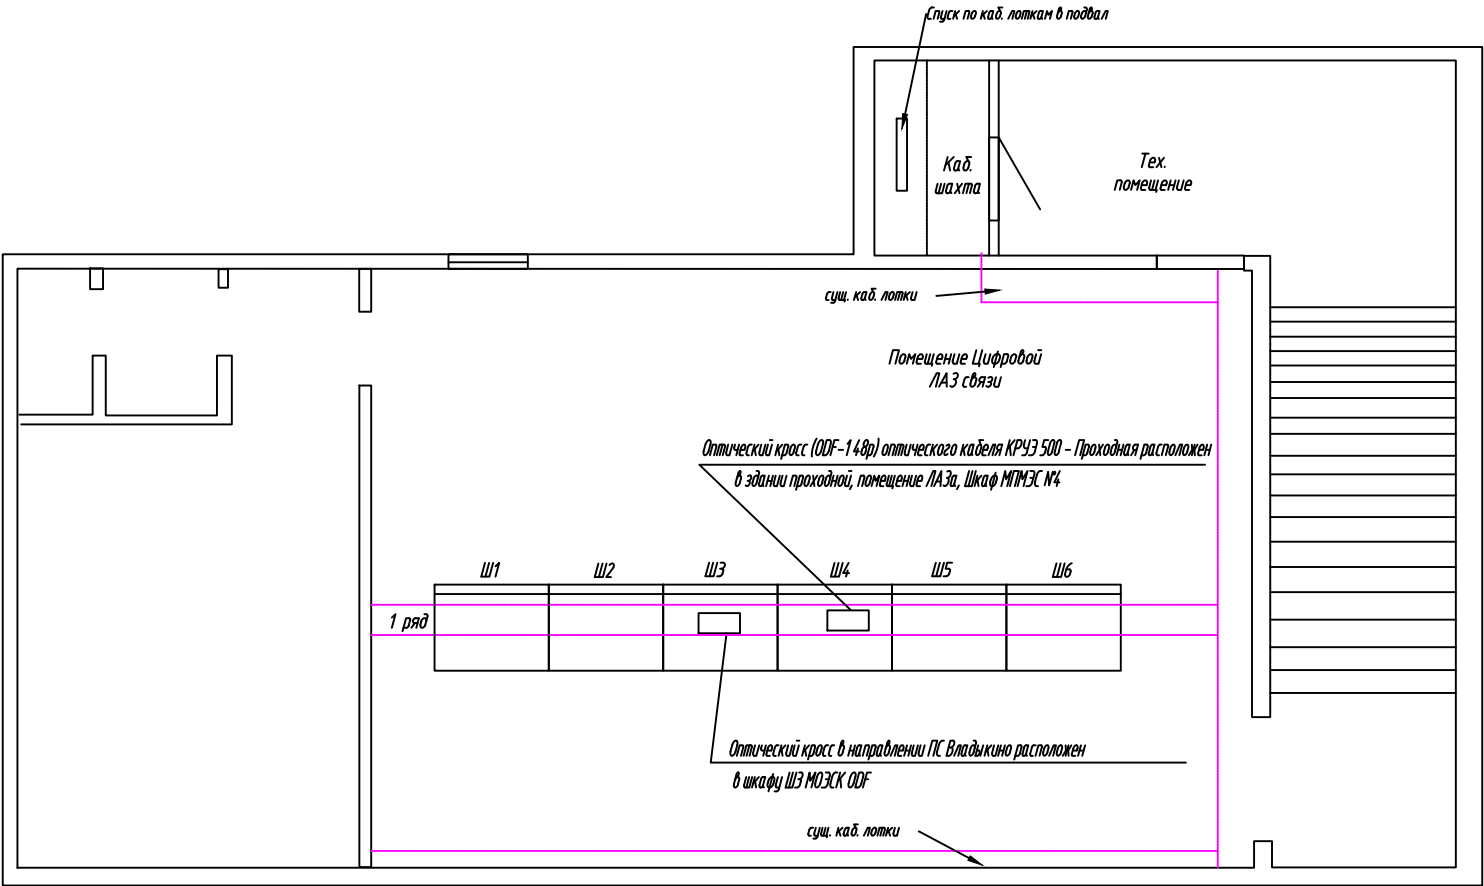 Спуск по каб. лоткам в подвал
Каб.
шахта
Тех.
помещение
сущ. каб. лотки
Помещение Цифровой
ЛАЗ связи
Оптический кросс (ODF-1 48p) оптического кабеля КРУЭ 500 - Проходная расположен
в здании проходной, помещение ЛАЗа, Шкаф МПМЭС №4
Ш1 Ш2 Ш3 Ш4 Ш5 Ш6
1 ряд
Оптический кросс в направлении ПС Владыкино расположен
в шкафу Ш3 МОЭСК ODF
сущ. каб. лотки